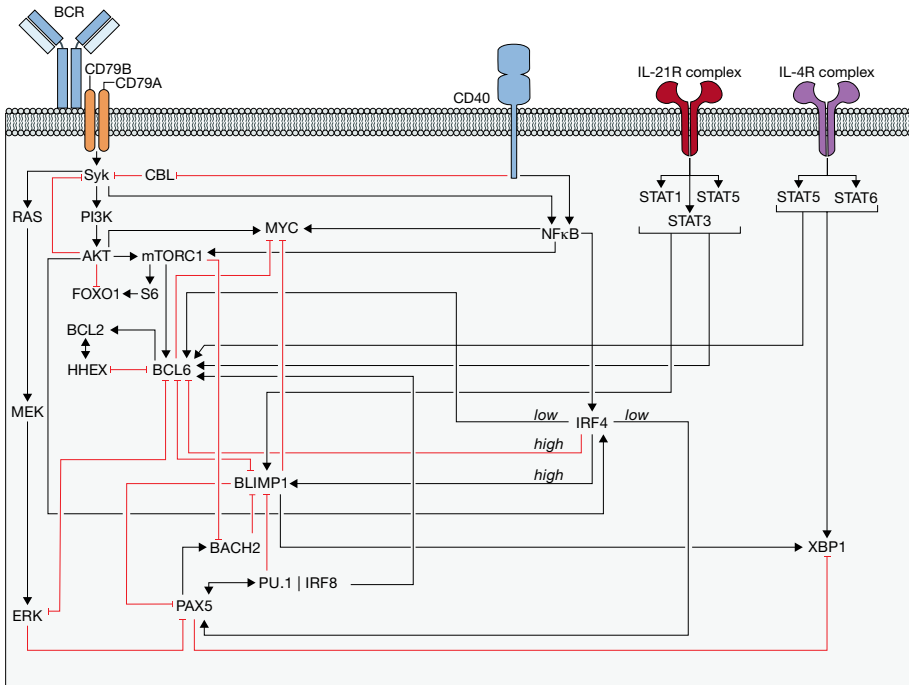 BCR
CD79B
CD79A
CD40
IL-21R complex
IL-4R complex
Syk
CBL
STAT1
STAT5
STAT3
STAT5
STAT6
RAS
PI3K
MYC
NFκB
AKT
mTORC1
FOXO1
S6
BCL2
HHEX
BCL6
MEK
low
IRF4
low
high
BLIMP1
high
BACH2
XBP1
PU.1 | IRF8
PAX5
ERK